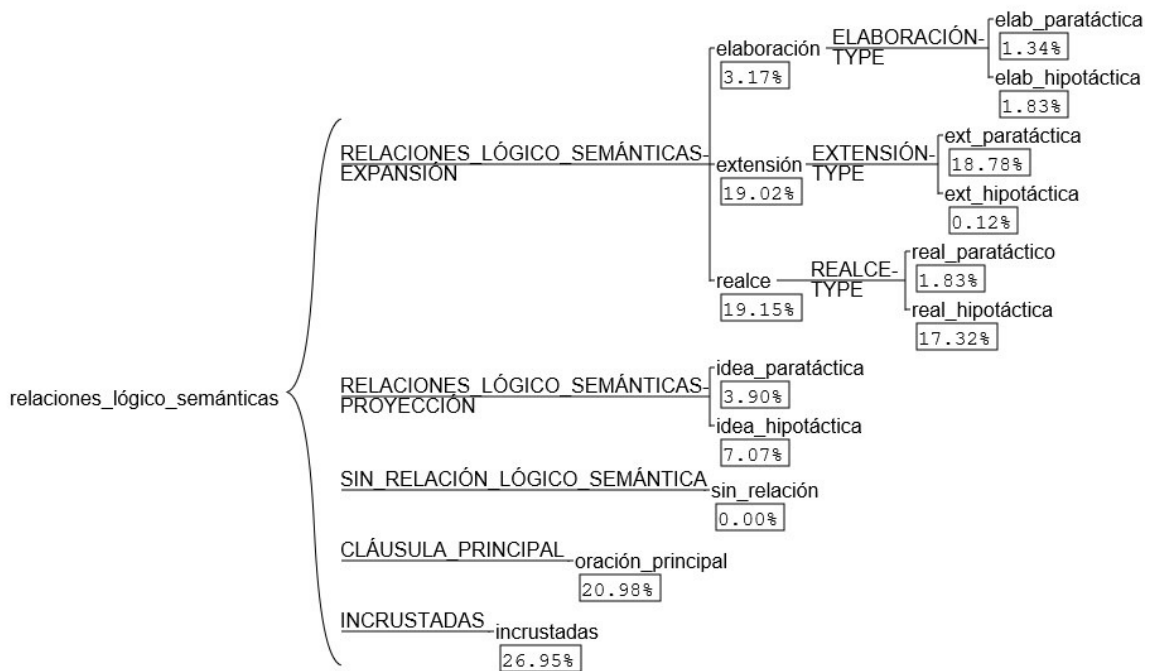 relaciones_lógico_semánticas
RELACIONES_LÓGICO_SEMÁNTICAS-
EXPANSIÓN
elaboración
3.17%
ELABORACIÓN-
TYPE
elab_paratáctica
1.34%
elab_hipotáctica
1.83%
extensión
19.02%
EXTENSIÓN-
TYPE
ext_paratáctica
18.78%
ext_hipotáctica
0.12%
realce
19.15%
REALCE-
TYPE
real_paratáctico
1.83%
real_hipotáctica
17.32%
RELACIONES_LÓGICO_SEMÁNTICAS-
PROYECCIÓN
idea_paratáctica
3.90%
idea_hipotáctica
7.07%
SIN_RELACIÓN_LÓGICO_SEMÁNTICA
sin_relación
0.00%
CLÁUSULA_PRINCIPAL
oración_principal
20.98%
INCRUSTADAS
incrustadas
26.95%